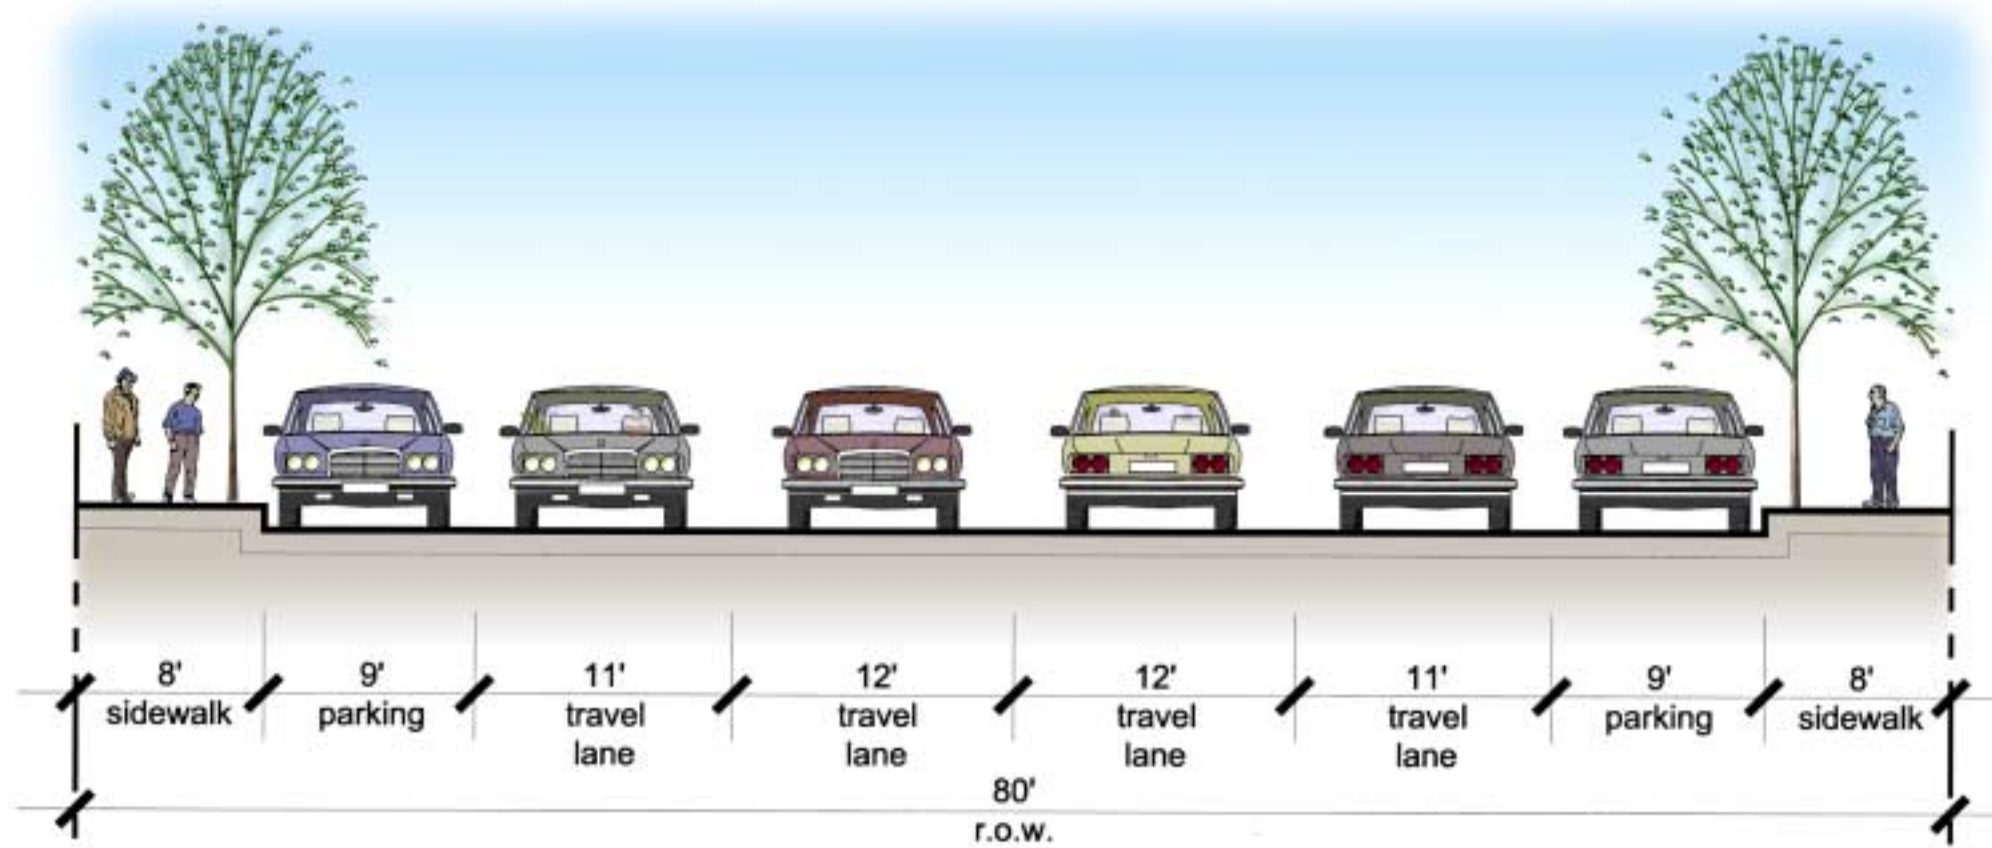 8' 9' 11' 12' 12' 11' 9' 8'
sidewalk parking travel travel travel travel parking sidewalk
lane lane lane lane
80'
r.o.w.